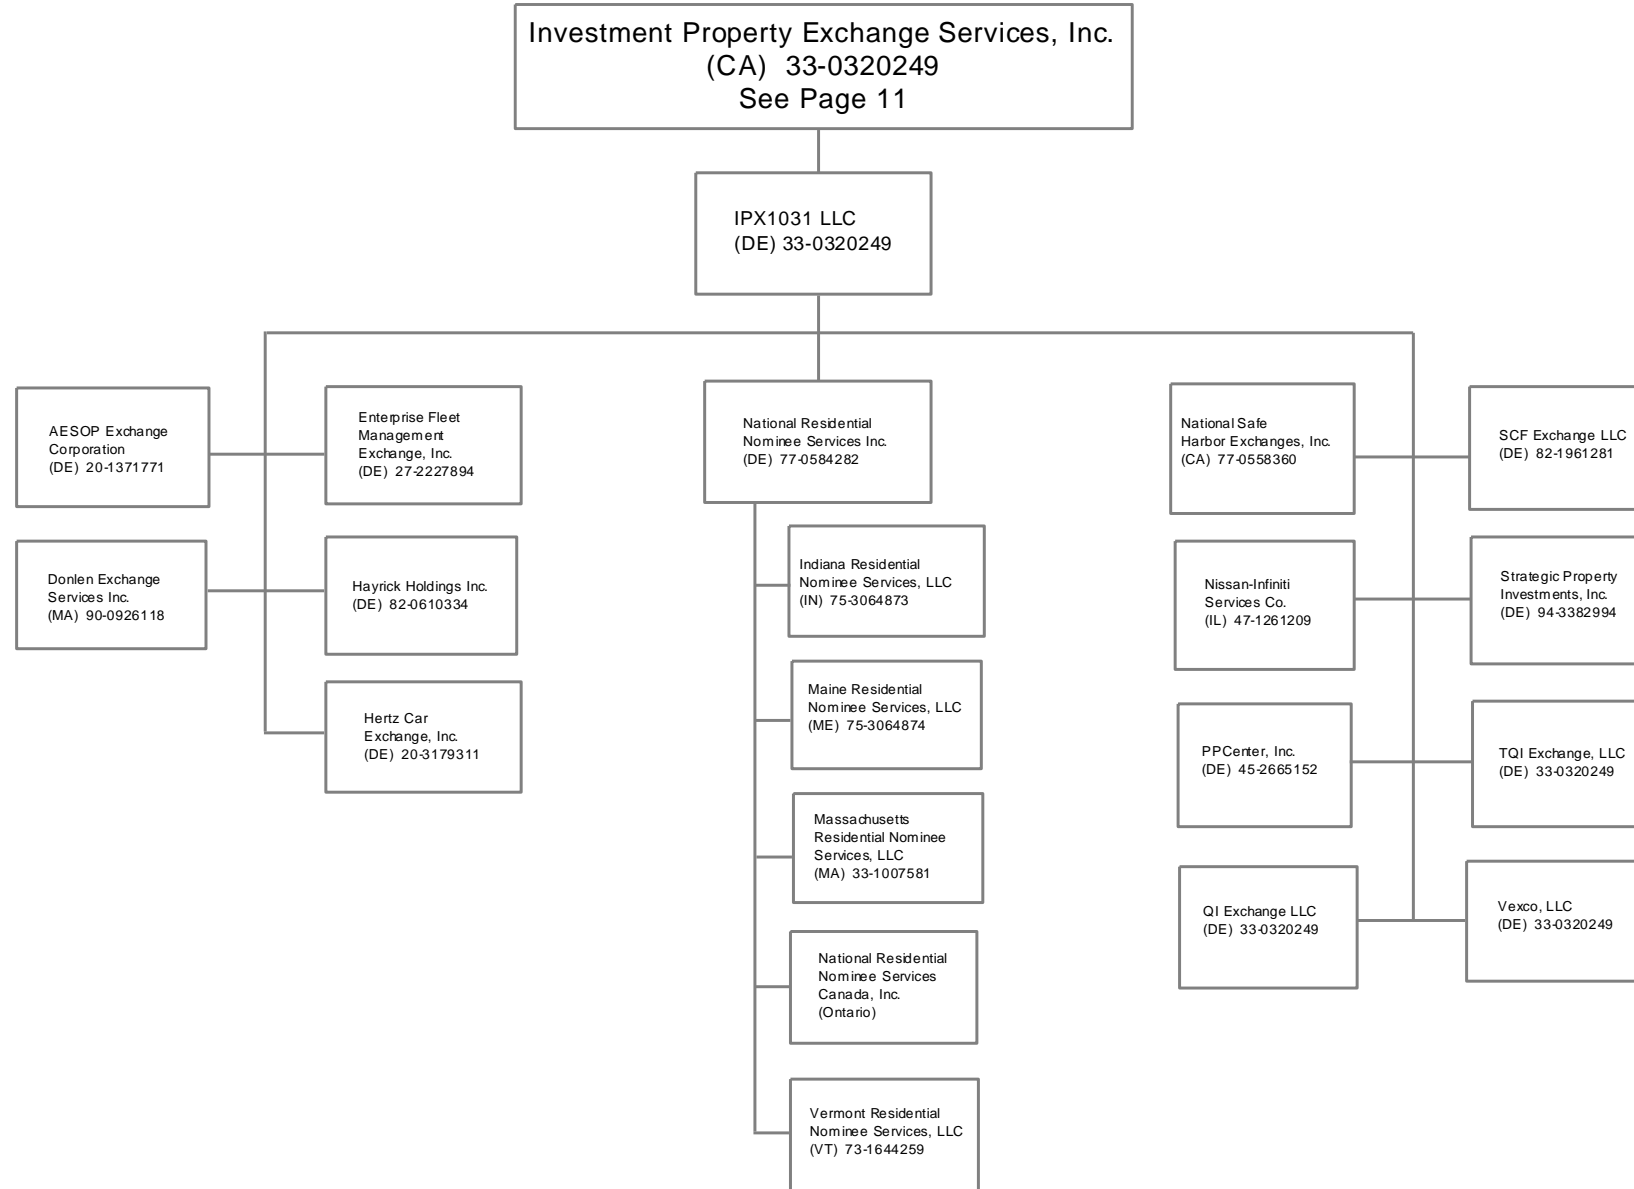 Investment Property Exchange Services, Inc.
(CA) 33-0320249
See Page 11
IPX1031 LLC
(DE) 33-0320249
AESOP Exchange
Corporation
(DE) 20-1371771
Enterprise Fleet
Management
Exchange, Inc.
(DE) 27-2227894
Donlen Exchange
Services Inc.
(MA) 90-0926118
Hayrick Holdings Inc.
(DE) 82-0610334
Hertz Car
Exchange, Inc.
(DE) 20-3179311
National Residential
Nominee Services Inc.
(DE) 77-0584282
Indiana Residential
Nominee Services, LLC
(IN) 75-3064873
Maine Residential
Nominee Services, LLC
(ME) 75-3064874
Massachusetts
Residential Nominee
Services, LLC
(MA) 33-1007581
National Residential
Nominee Services
Canada, Inc.
(Ontario)
Vermont Residential
Nominee Services, LLC
(VT) 73-1644259
National Safe
Harbor Exchanges, Inc.
(CA) 77-0558360
SCF Exchange LLC
(DE) 82-1961281
Nissan-Infiniti
Services Co.
(IL) 47-1261209
Strategic Property
Investments, Inc.
(DE) 94-3382994
PPCenter, Inc.
(DE) 45-2665152
TQI Exchange, LLC
(DE) 33-0320249
QI Exchange LLC
(DE) 33-0320249
Vexco, LLC
(DE) 33-0320249